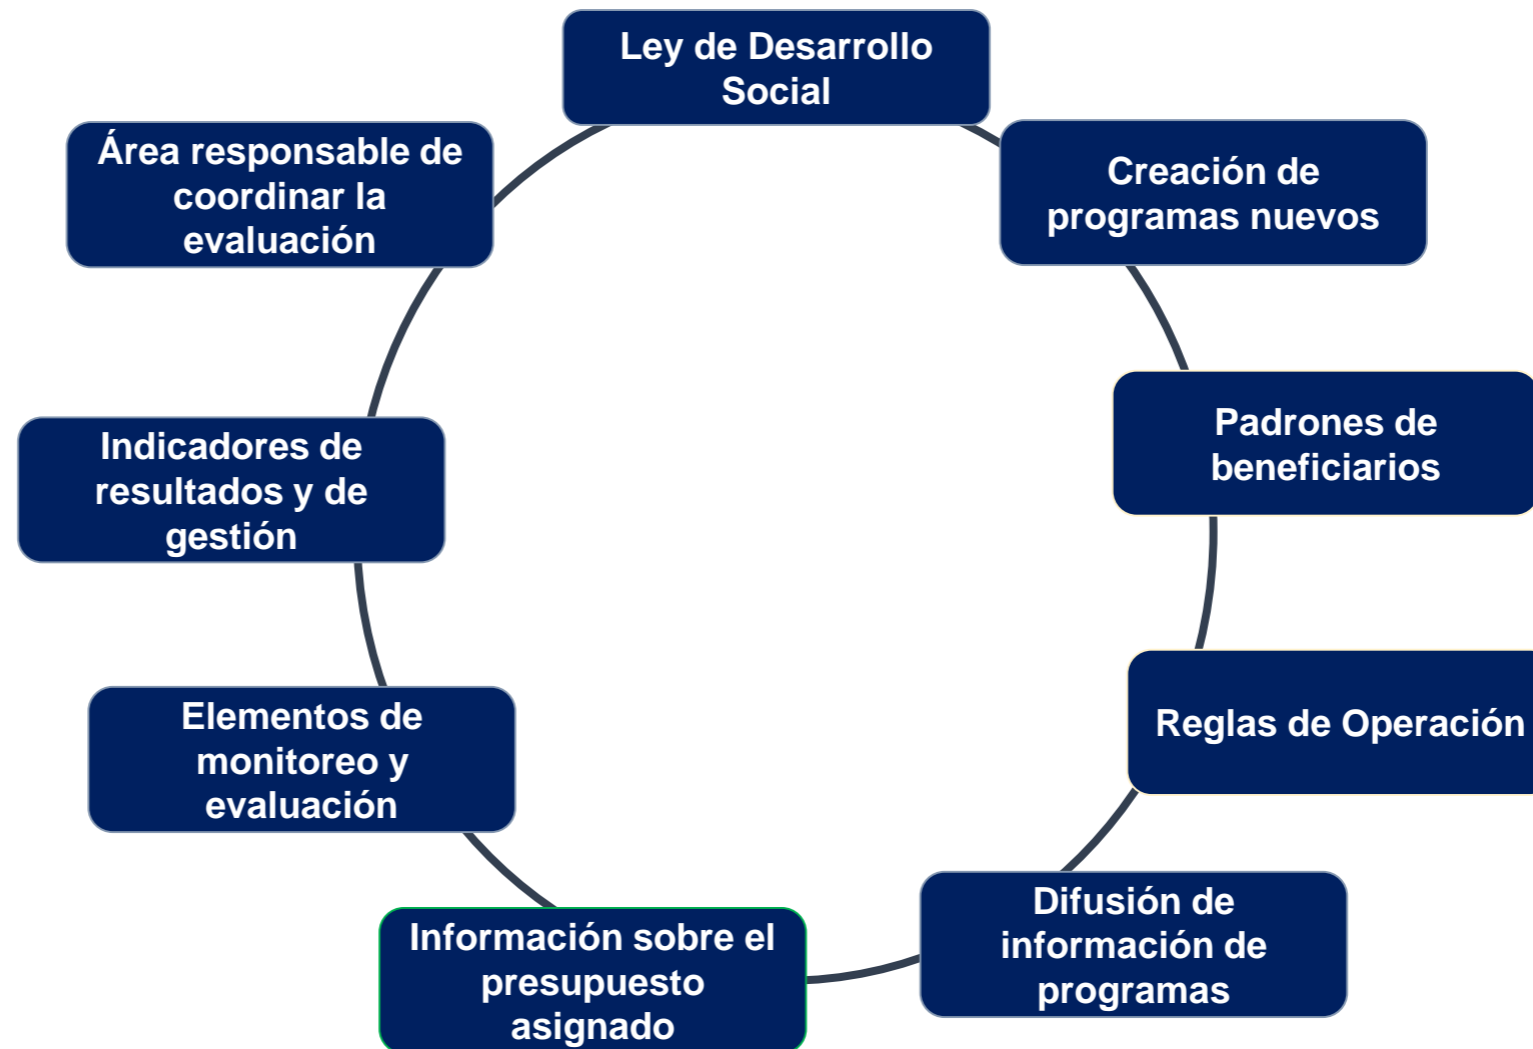 Ley de Desarrollo
Social
Creación de
programas nuevos
Padrones de
beneficiarios
Reglas de Operación
Difusión de
información de
programas
Información sobre el
presupuesto
asignado
Elementos de
monitoreo y
evaluación
Indicadores de
resultados y de
gestión
Área responsable de
coordinar la
evaluación